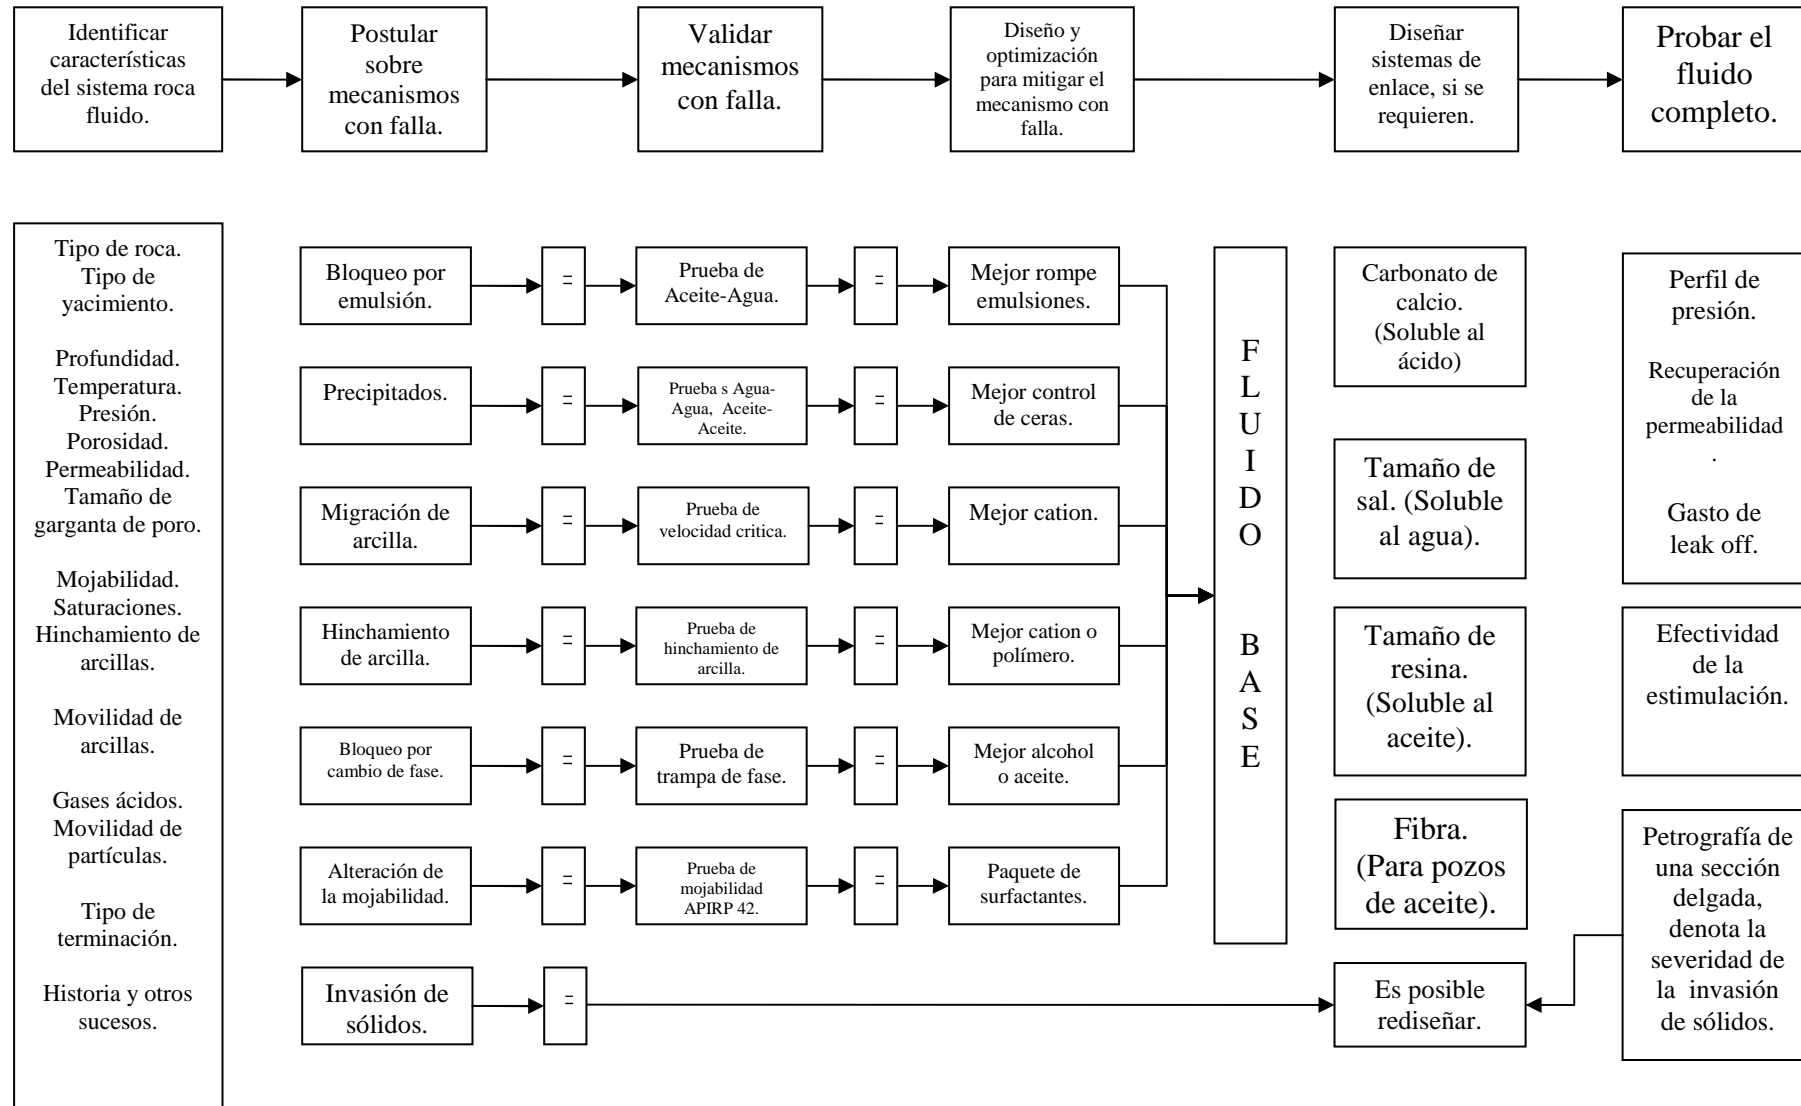 Identificar
características
del sistema roca
fluido.
Postular
sobre
mecanismos
con falla.
Validar
mecanismos
con falla.
Diseño y
optimización
para mitigar el
mecanismo con
falla.
Diseñar
sistemas de
enlace, si se
requieren.
Probar el
fluido
completo.
Tipo de roca.
Tipo de
yacimiento.
Profundidad.
Temperatura.
Presión.
Porosidad.
Permeabilidad.
Tamaño de
garganta de poro.
Mojabilidad.
Saturaciones.
Hinchamiento de
arcillas.
Movilidad de
arcillas.
Gases ácidos.
Movilidad de
partículas.
Tipo de
terminación.
Historia y otros
sucesos.
Bloqueo por
emulsión.
=
Prueba de
Aceite-Agua.
=
Mejor rompe
emulsiones.
Precipitados.
=
Prueba s Agua-
Agua, Aceite-
Aceite.
=
Mejor control
de ceras.
Migración de
arcilla.
=
Prueba de
velocidad critica.
=
Mejor cation.
Hinchamiento
de arcilla.
=
Prueba de
hinchamiento de
arcilla.
=
Mejor cation o
polímero.
Bloqueo por
cambio de fase.
=
Prueba de
trampa de fase.
=
Mejor alcohol
o aceite.
Alteración de
la mojabilidad.
=
Prueba de
mojabilidad
APIRP 42.
=
Paquete de
surfactantes.
Invasión de
sólidos.
=
F
L
U
I
D
O
B
A
S
E
Carbonato de
calcio.
(Soluble al
ácido)
Tamaño de
sal. (Soluble
al agua).
Tamaño de
resina.
(Soluble al
aceite).
Fibra.
(Para pozos
de aceite).
Es posible
rediseñar.
Perfil de
presión.
Recuperación
de la
permeabilidad
.
Gasto de
leak off.
Efectividad
de la
estimulación.
Petrografía de
una sección
delgada,
denota la
severidad de
la invasión
de sólidos.